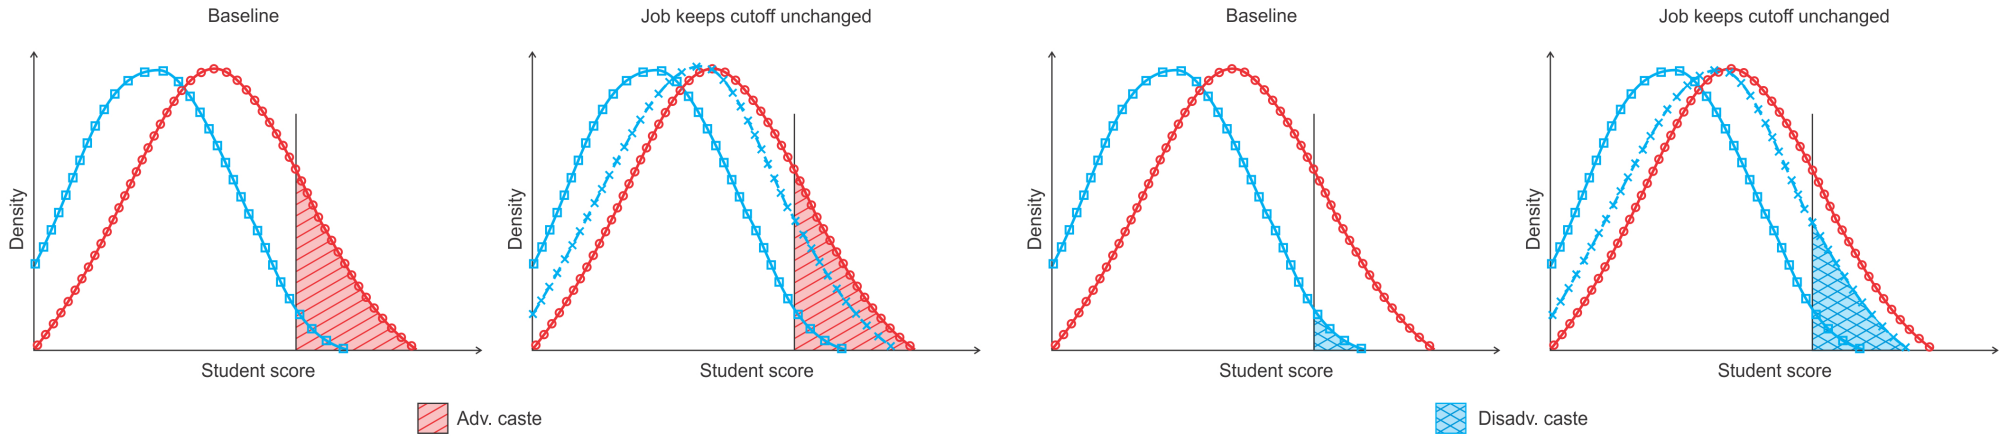 Baseline
Job keeps cutoff unchanged
Baseline
Job keeps cutoff unchanged
Density
Density
Density
Density
Student score
Student score
Student score
Student score
Adv. caste
Disadv. caste